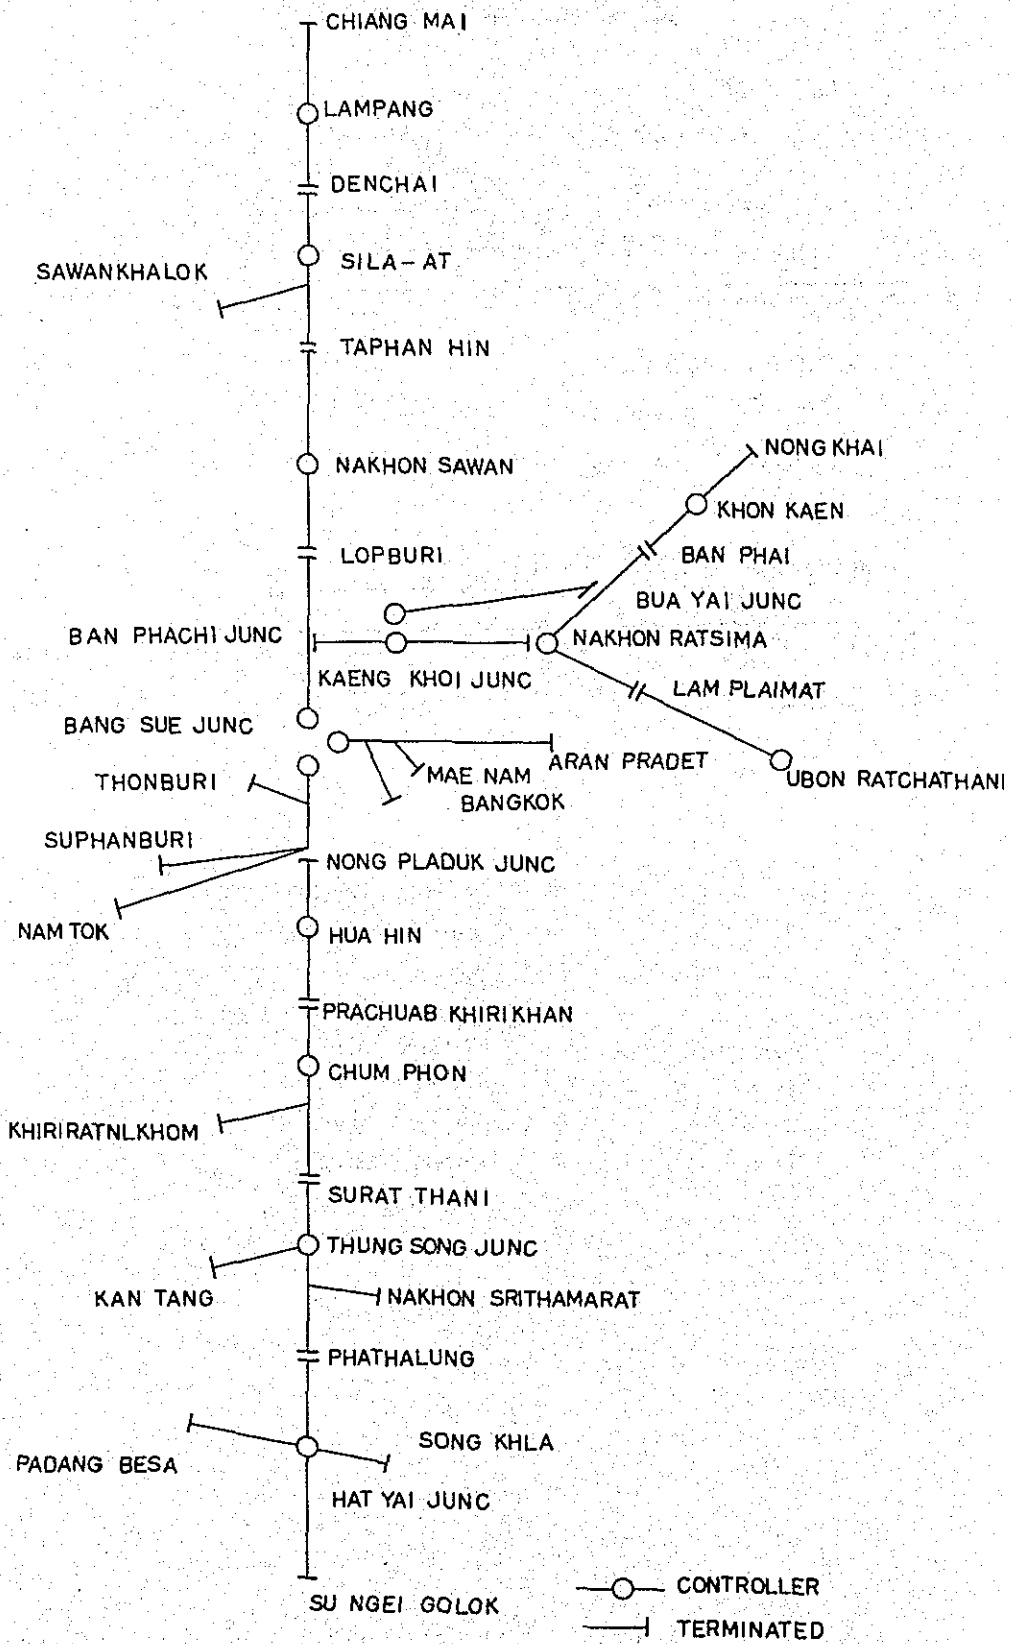 CHIANG MAI
LAMPANG
DENCHAI
SILA-AT
SAWANKHALOK
TAPHAN HIN
NONG KHAI
NAKHON SAWAN
KHON KAEN
LOPBURI
BAN PHAI
BUA YAI JUNC
BAN PHACHI JUNC
NAKHON RATSIMA
KAENG KHOI JUNC
LAM PLAIMAT
BANG SUE JUNC
ARAN PRADET
MAE NAM
THONBURI
UBON RATCHATHANI
BANGKOK
SUPHANBURI
NONG PLADUK JUNC
NAM TOK
HUA HIN
PRACHUAB KHIRIKHAN
CHUM PHON
KHIRIRATNLKHOM
SURAT THANI
THUNG SONG JUNC
KAN TANG
NAKHON SRITHAMARAT
PHATHALUNG
SONG KHLA
PADANG BESA
HAT YAI JUNC
CONTROLLER
SU NGEI GOLOK
TERMINATED